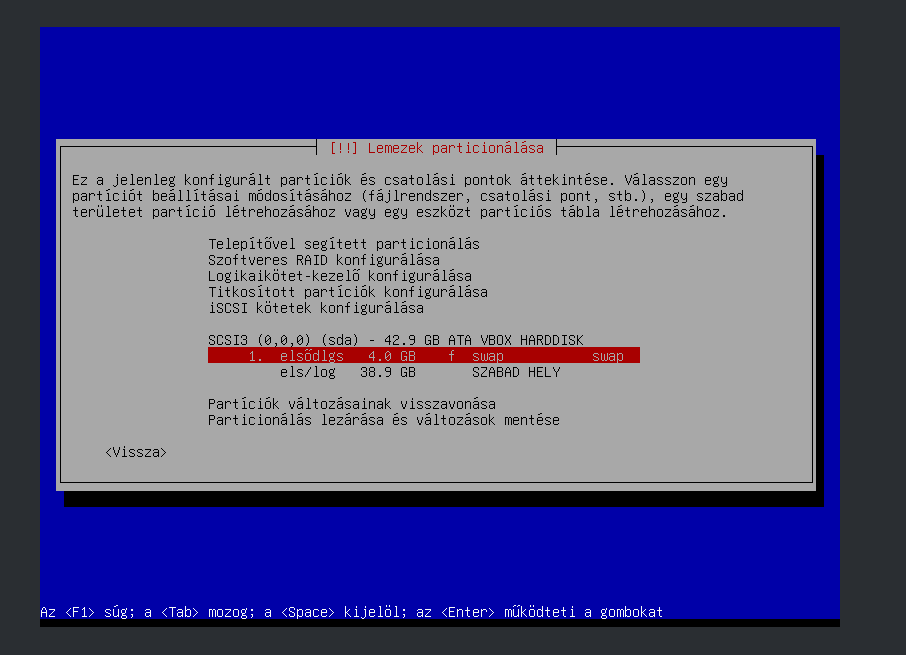 [!!] Lemezek particionálása
Ez a jelenleg konfigurált partíciók és csatolási pontok áttekintése. Válasszon egy
partíciót beállításai módosításához (fájlrendszer, csatolási pont, stb.), egy szabad
területet partíció létrehozásához vagy egy eszközt partíciós tábla létrehozásához.
Telepítővel segített particionálás
Szoftveres RAID konfigurálása
Logikaikötet-kezelő konfigurálása
Titkosított partíciók konfigurálása
iSCSI kötetek konfigurálása
SCSI3 (0,0,0) (sda) - 42.9 GB ATA VBOX HARDDISK
1. elsődlgs 4.0 GB f swap swap
els/log 38.9 GB SZABAD HELY
Partíciók változásainak visszavonása
Particionálás lezárása és változások mentése
<Vissza>
Az <F1> súg; a <Tab> mozog; a <Space> kijelöl; az <Enter> működteti a gombokat